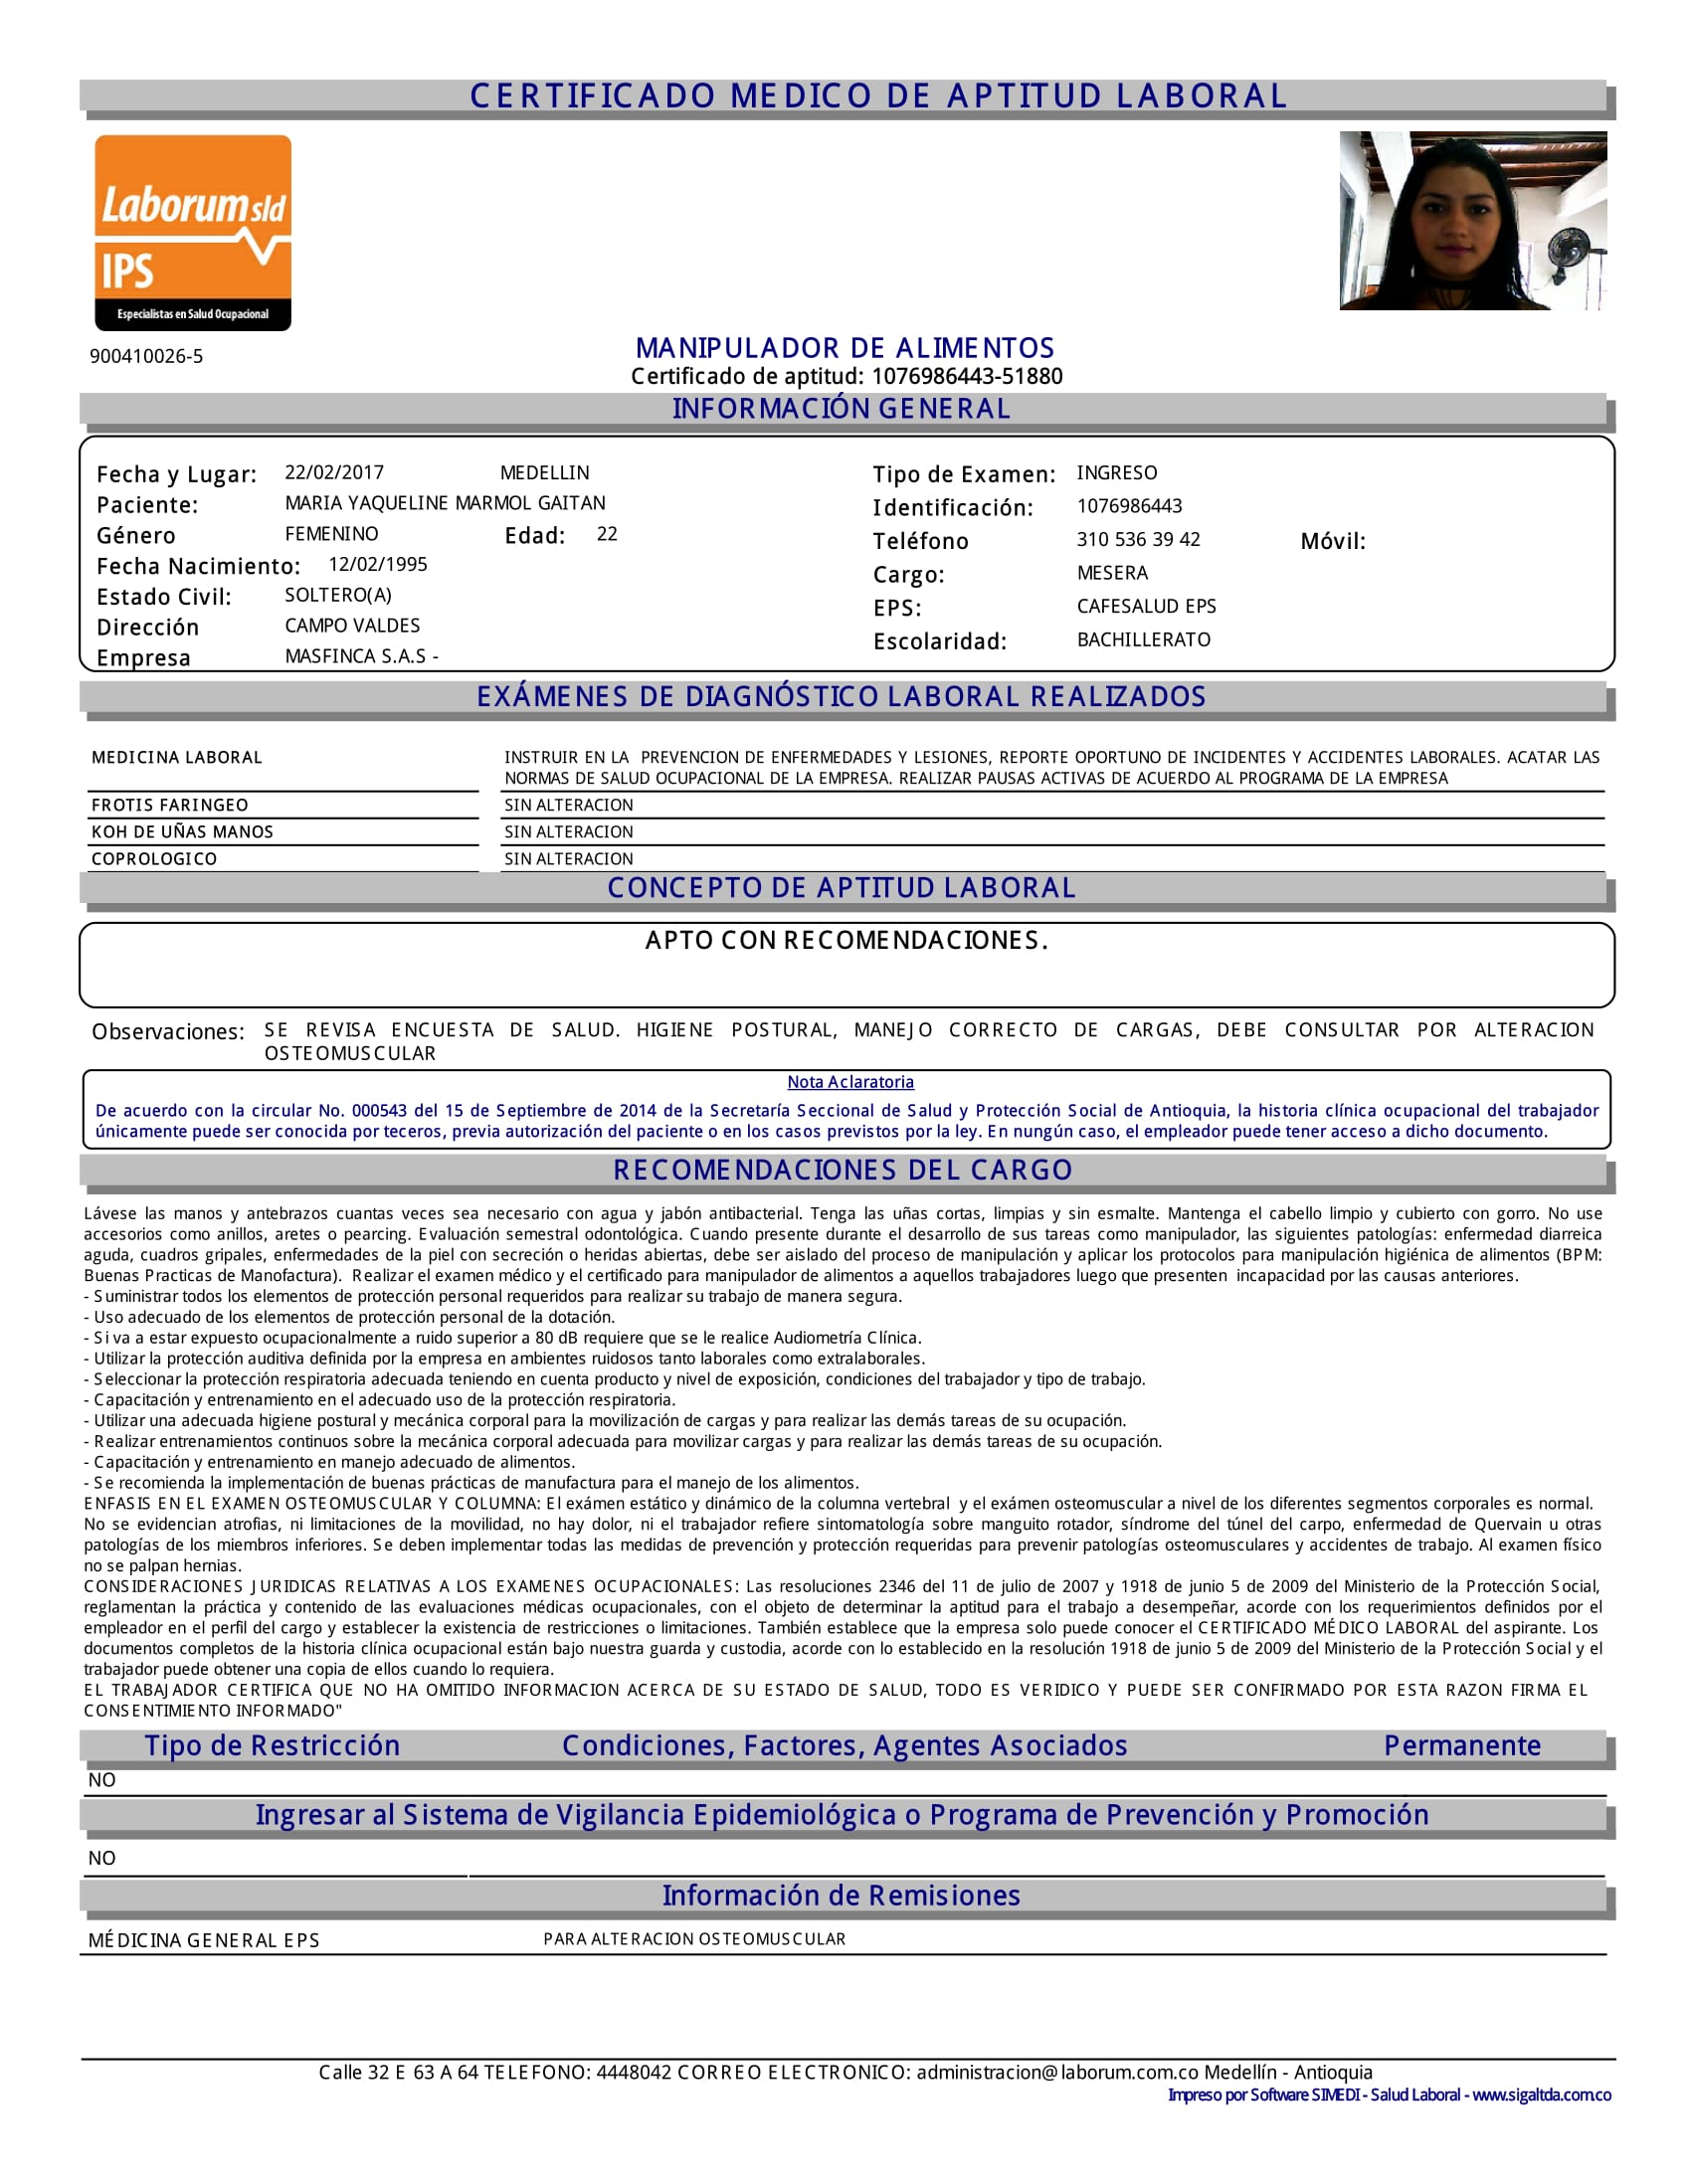 CERTIFICADO MEDICO DE APTITUD LABORAL
Laborum sld
IPS
Especialistas en Salud Ocupacional
900410026-5
MANIPULADOR DE ALIMENTOS
Certificado de aptitud: 1076986443-51880
INFORMACIÓN GENERAL
Fecha y Lugar: 22/02/2017 MEDELLIN Tipo de Examen: INGRESO
Paciente: MARIA YAQUELINE MARMOL GAITAN Identificación: 1076986443
Género FEMENINO Edad: 22 Teléfono 310 536 39 42 Móvil:
Fecha Nacimiento: 12/02/1995 Cargo: MESERA
Estado Civil: SOLTERO(A) EPS: CAFESALUD EPS
Dirección CAMPO VALDES Escolaridad: BACHILLERATO
Empresa MASFINCA S.A.S -
EXÁMENES DE DIAGNÓSTICO LABORAL REALIZADOS
MEDICINA LABORAL INSTRUIR EN LA PREVENCION DE ENFERMEDADES Y LESIONES, REPORTE OPORTUNO DE INCIDENTES Y ACCIDENTES LABORALES. ACATAR LAS
NORMAS DE SALUD OCUPACIONAL DE LA EMPRESA. REALIZAR PAUSAS ACTIVAS DE ACUERDO AL PROGRAMA DE LA EMPRESA
FROTIS FARINGEO SIN ALTERACION
KOH DE UÑAS MANOS SIN ALTERACION
COPROLOGICO SIN ALTERACION
CONCEPTO DE APTITUD LABORAL
APTO CON RECOMENDACIONES.
Observaciones: SE REVISA ENCUESTA DE SALUD. HIGIENE POSTURAL, MANEJO CORRECTO DE CARGAS, DEBE CONSULTAR POR ALTERACION
OSTEOMUSCULAR
Nota Aclaratoria
De acuerdo con la circular No. 000543 del 15 de Septiembre de 2014 de la Secretaría Seccional de Salud y Protección Social de Antioquia, la historia clínica ocupacional del trabajador
únicamente puede ser conocida por teceros, previa autorización del paciente o en los casos previstos por la ley. En nungún caso, el empleador puede tener acceso a dicho documento.
RECOMENDACIONES DEL CARGO
Lávese las manos y antebrazos cuantas veces sea necesario con agua y jabón antibacterial. Tenga las uñas cortas, limpias y sin esmalte. Mantenga el cabello limpio y cubierto con gorro. No use
accesorios como anillos, aretes o pearcing. Evaluación semestral odontológica. Cuando presente durante el desarrollo de sus tareas como manipulador, las siguientes patologías: enfermedad diarreica
aguda, cuadros gripales, enfermedades de la piel con secreción o heridas abiertas, debe ser aislado del proceso de manipulación y aplicar los protocolos para manipulación higiénica de alimentos (BPM:
Buenas Practicas de Manofactura). Realizar el examen médico y el certificado para manipulador de alimentos a aquellos trabajadores luego que presenten incapacidad por las causas anteriores.
- Suministrar todos los elementos de protección personal requeridos para realizar su trabajo de manera segura.
- Uso adecuado de los elementos de protección personal de la dotación.
- Si va a estar expuesto ocupacionalmente a ruido superior a 80 dB requiere que se le realice Audiometría Clínica.
- Utilizar la protección auditiva definida por la empresa en ambientes ruidosos tanto laborales como extralaborales.
- Seleccionar la protección respiratoria adecuada teniendo en cuenta producto y nivel de exposición, condiciones del trabajador y tipo de trabajo.
- Capacitación y entrenamiento en el adecuado uso de la protección respiratoria.
- Utilizar una adecuada higiene postural y mecánica corporal para la movilización de cargas y para realizar las demás tareas de su ocupación.
- Realizar entrenamientos continuos sobre la mecánica corporal adecuada para movilizar cargas y para realizar las demás tareas de su ocupación.
- Capacitación y entrenamiento en manejo adecuado de alimentos.
- Se recomienda la implementación de buenas prácticas de manufactura para el manejo de los alimentos.
ENFASIS EN EL EXAMEN OSTEOMUSCULAR Y COLUMNA: El exámen estático y dinámico de la columna vertebral y el exámen osteomuscular a nivel de los diferentes segmentos corporales es normal.
No se evidencian atrofias, ni limitaciones de la movilidad, no hay dolor, ni el trabajador refiere sintomatología sobre manguito rotador, síndrome del túnel del carpo, enfermedad de Quervain u otras
patologías de los miembros inferiores. Se deben implementar todas las medidas de prevención y protección requeridas para prevenir patologías osteomusculares y accidentes de trabajo. Al examen físico
no se palpan hernias.
CONSIDERACIONES JURIDICAS RELATIVAS A LOS EXAMENES OCUPACIONALES: Las resoluciones 2346 del 11 de julio de 2007 y 1918 de junio 5 de 2009 del Ministerio de la Protección Social,
reglamentan la práctica y contenido de las evaluaciones médicas ocupacionales, con el objeto de determinar la aptitud para el trabajo a desempeñar, acorde con los requerimientos definidos por el
empleador en el perfil del cargo y establecer la existencia de restricciones o limitaciones. También establece que la empresa solo puede conocer el CERTIFICADO MÉDICO LABORAL del aspirante. Los
documentos completos de la historia clínica ocupacional están bajo nuestra guarda y custodia, acorde con lo establecido en la resolución 1918 de junio 5 de 2009 del Ministerio de la Protección Social y el
trabajador puede obtener una copia de ellos cuando lo requiera.
EL TRABAJADOR CERTIFICA QUE NO HA OMITIDO INFORMACION ACERCA DE SU ESTADO DE SALUD, TODO ES VERIDICO Y PUEDE SER CONFIRMADO POR ESTA RAZON FIRMA EL
CONSENTIMIENTO INFORMADO"
Tipo de Restricción Condiciones, Factores, Agentes Asociados Permanente
NO
Ingresar al Sistema de Vigilancia Epidemiológica o Programa de Prevención y Promoción
NO
Información de Remisiones
MÉDICINA GENERAL EPS PARA ALTERACION OSTEOMUSCULAR
Calle 32 E 63 A 64 TELEFONO: 4448042 CORREO ELECTRONICO: administracion@laborum.com.co Medellín - Antioquia
Impreso por Software SIMEDI - Salud Laboral - www.sigaltda.com.co